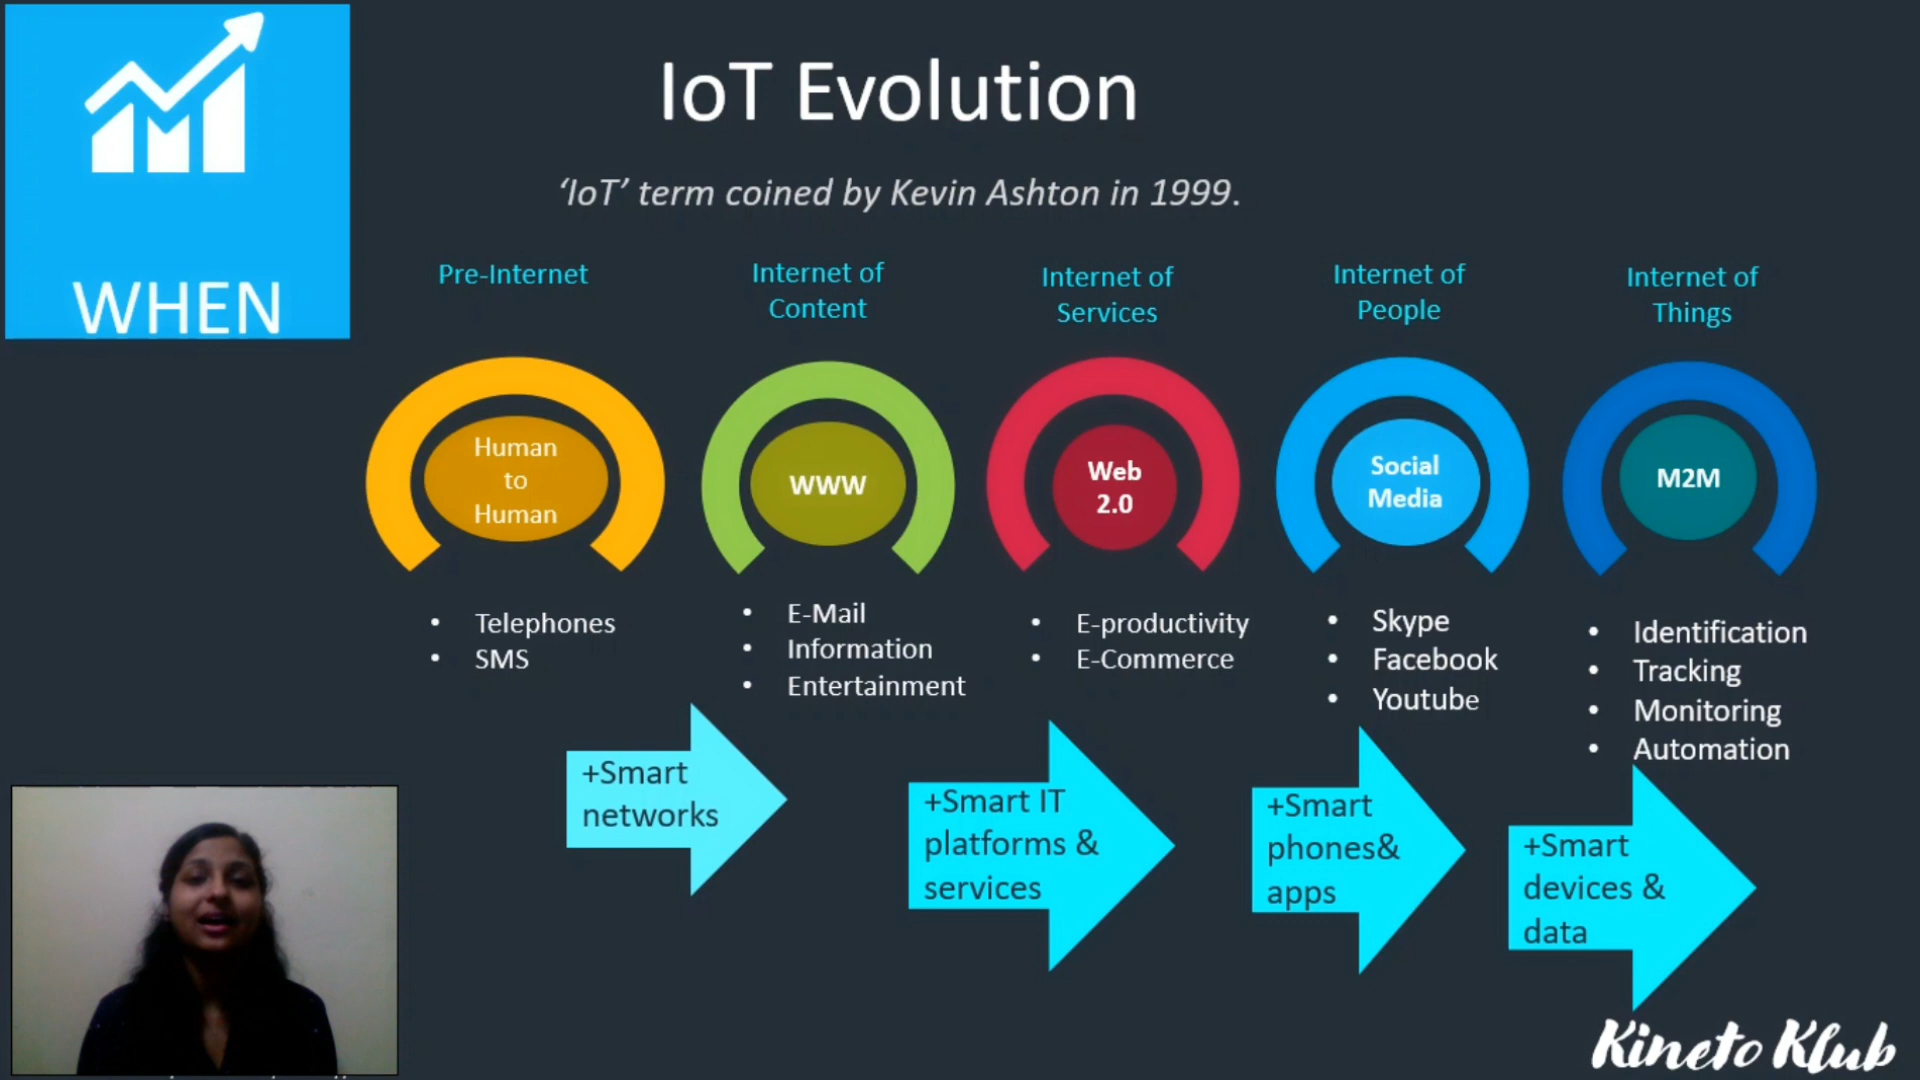 WHEN
IoT Evolution
‘IoT’ term coined by Kevin Ashton in 1999.
Pre-Internet
Human
to
Human
• Telephones
• SMS
+Smart
networks
Internet of
Content
WWW
• E-Mail
• Information
• Entertainment
+Smart IT
platforms &
services
Internet of
Services
Web
2.0
• E-productivity
• E-Commerce
+Smart
phones&
apps
Internet of
People
Social
Media
• Skype
• Facebook
• Youtube
+Smart
devices &
data
Internet of
Things
M2M
• Identification
• Tracking
• Monitoring
• Automation
Kineto Klub